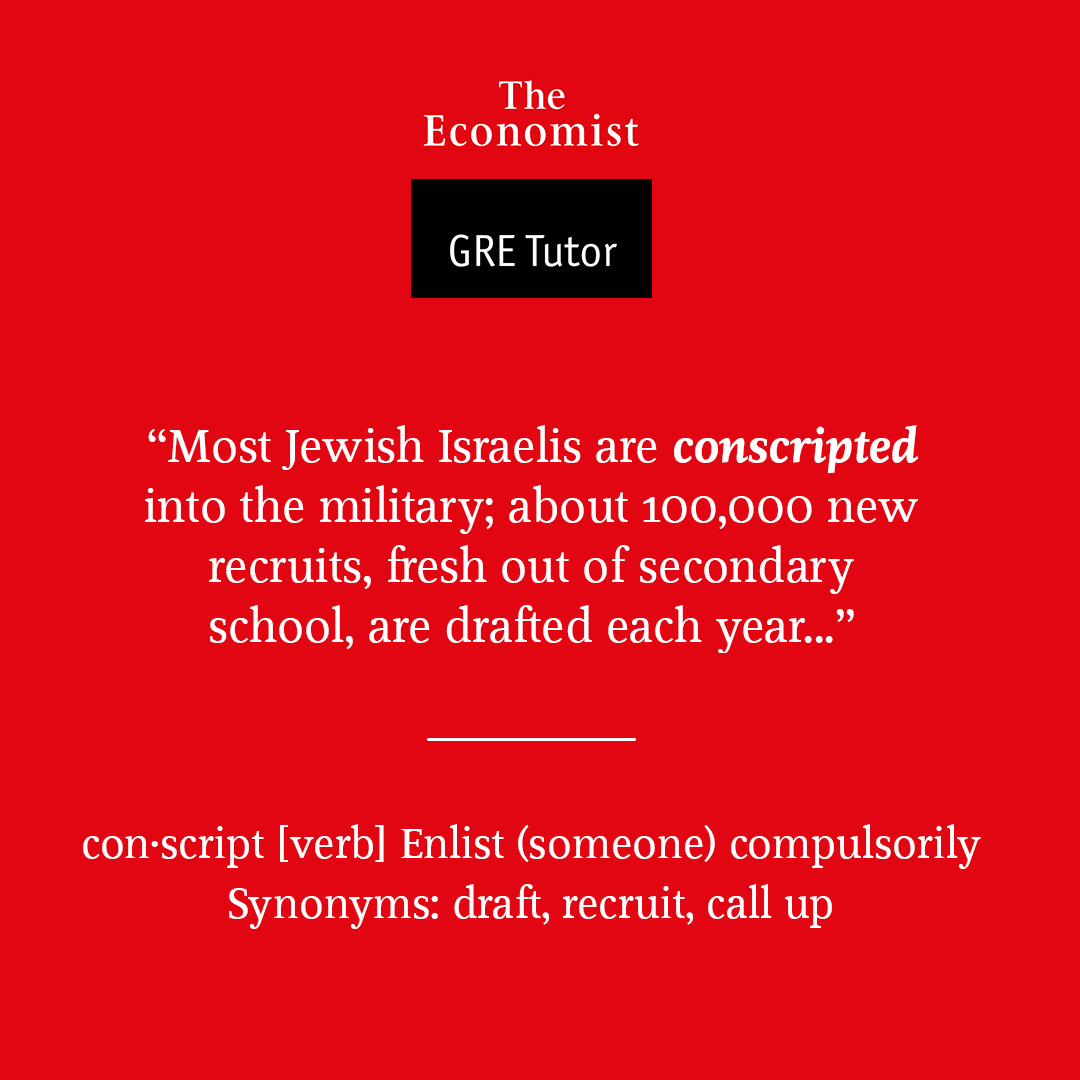 The
Economist
GRE Tutor
“Most Jewish Israelis are conscripted
into the military; about 100,000 new
recruits, fresh out of secondary
school, are drafted each year...”
con·script [verb] Enlist (someone) compulsorily
Synonyms: draft, recruit, call up